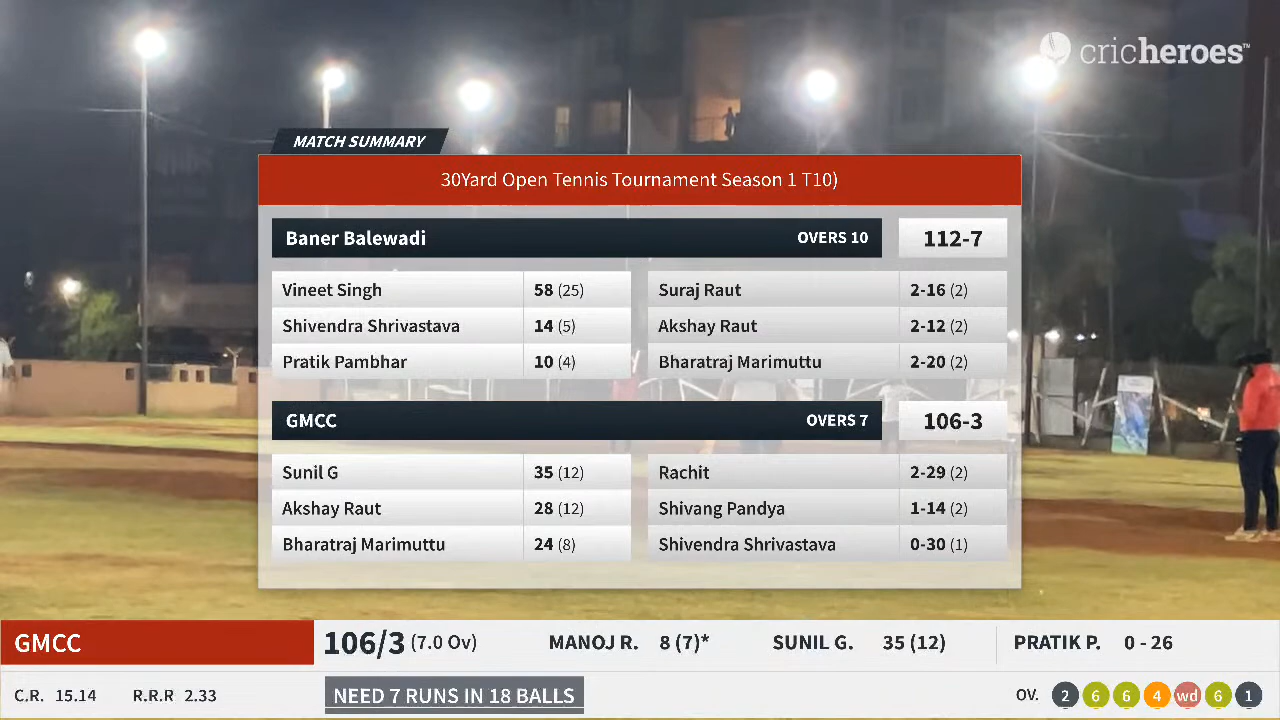 cricheroes™
MATCH SUMMARY
30Yard Open Tennis Tournament Season 1 T10)
Baner Balewadi OVERS 10 112-7
Vineet Singh 58 (25) Suraj Raut 2-16 (2)
Shivendra Shrivastava 14 (5) Akshay Raut 2-12 (2)
Pratik Pambhar 10 (4) Bharatraj Marimuttu 2-20 (2)
GMCC OVERS 7 106-3
Sunil G 35 (12) Rachit 2-29 (2)
Akshay Raut 28 (12) Shivang Pandya 1-14 (2)
Bharatraj Marimuttu 24 (8) Shivendra Shrivastava 0-30 (1)
GMCC 106/3 (7.0 Ov) MANOJ R. 8 (7)* SUNIL G. 35 (12) PRATIK P. 0 - 26
C.R. 15.14 R.R.R 2.33 NEED 7 RUNS IN 18 BALLS OV. 2 6 6 4 wd 6 1